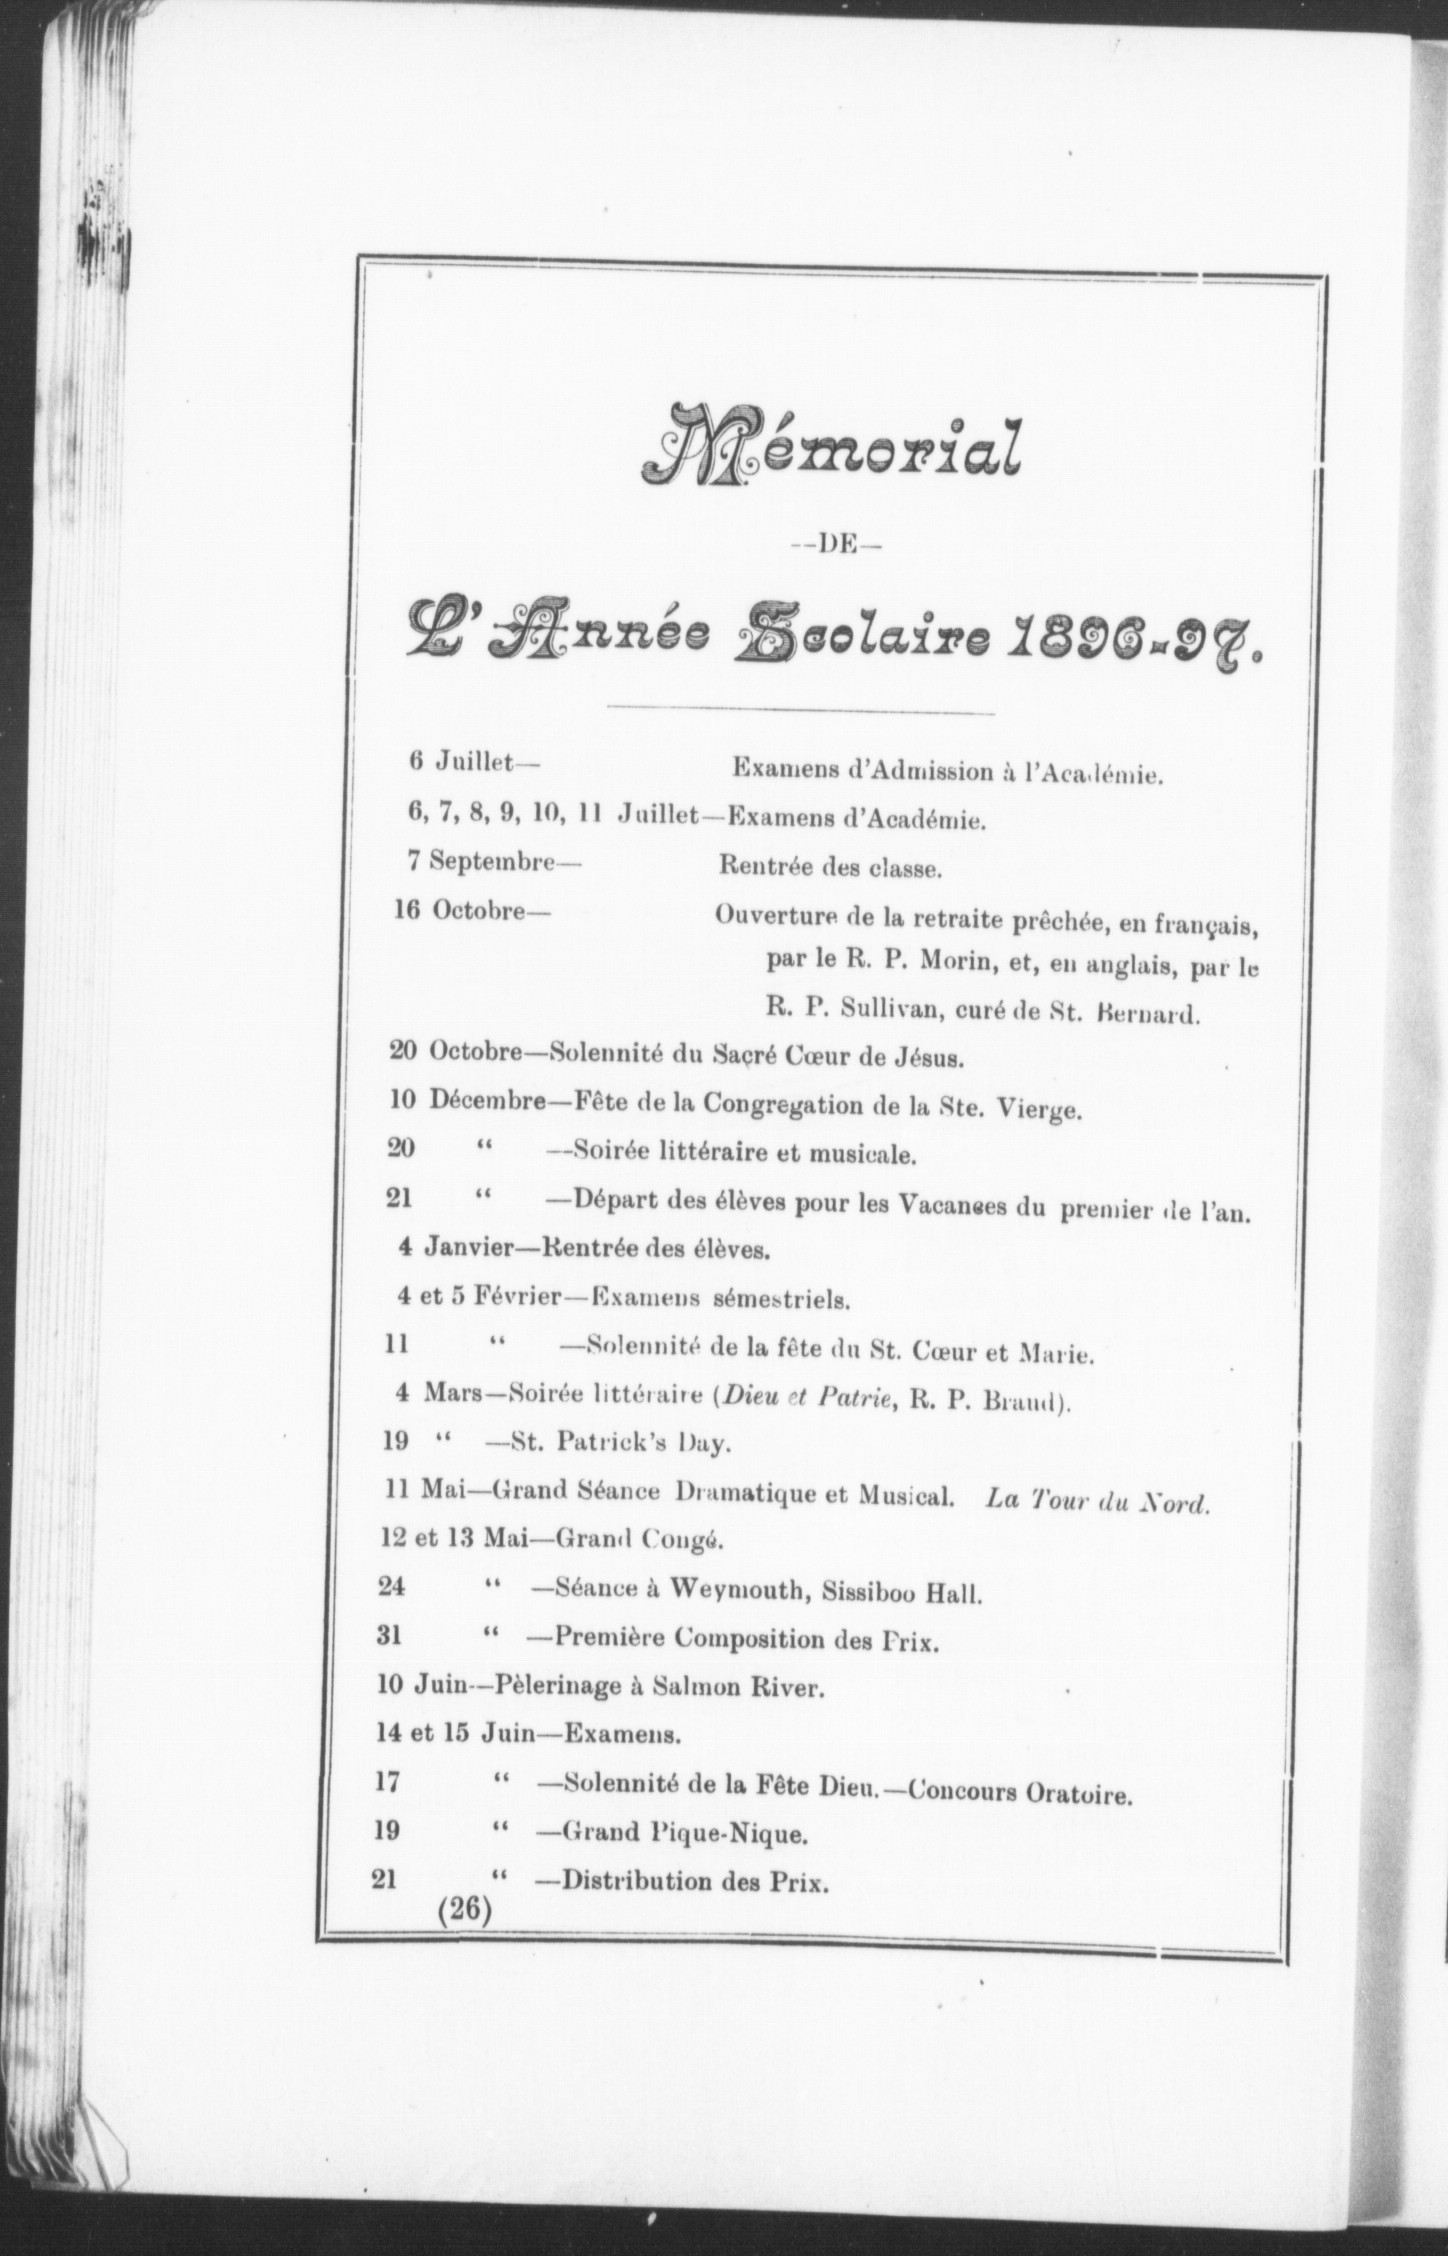 Mémorial
--DE—
L'Année Scolaire 1896-97.
6 Juillet— Examens d'Admission à l'Académie.
6, 7, 8, 9, 10, 11 Juillet—Examens d'Académie.
7 Septembre— Rentrée des classe.
16 Octobre— Ouverture de la retraite prêchée, en français,
par le R. P. Morin, et, en anglais, par le
R. P. Sullivan, curé de St. Bernard.
20 Octobre—Solennité du Saçré Cœur de Jésus.
10 Décembre—Fête de la Congregation de la Ste. Vierge.
20 “ —Soirée littéraire et musicale.
21 “ —Départ des élèves pour les Vacanees du premier de l'an.
4 Janvier—Rentrée des élèves.
4 et 5 Février—Examens sémestriels.
11 “ —Solennité de la fête du St. Cœur et Marie.
4 Mars—Soirée littéraire (Dieu et Patrie, R. P. Braud).
19 “ —St. Patrick's Day.
11 Mai—Grand Séance Dramatique et Musical. La Tour du Nord.
12 et 13 Mai—Grand Congé.
24 “ —Séance à Weymouth, Sissiboo Hall.
31 “ —Première Composition des Prix.
10 Juin--Pèlerinage à Salmon River.
14 et 15 Juin—Examens.
17 “ —Solennité de la Fête Dieu.—Concours Oratoire.
19 “ —Grand Pique-Nique.
21 “ —Distribution des Prix.
(26)